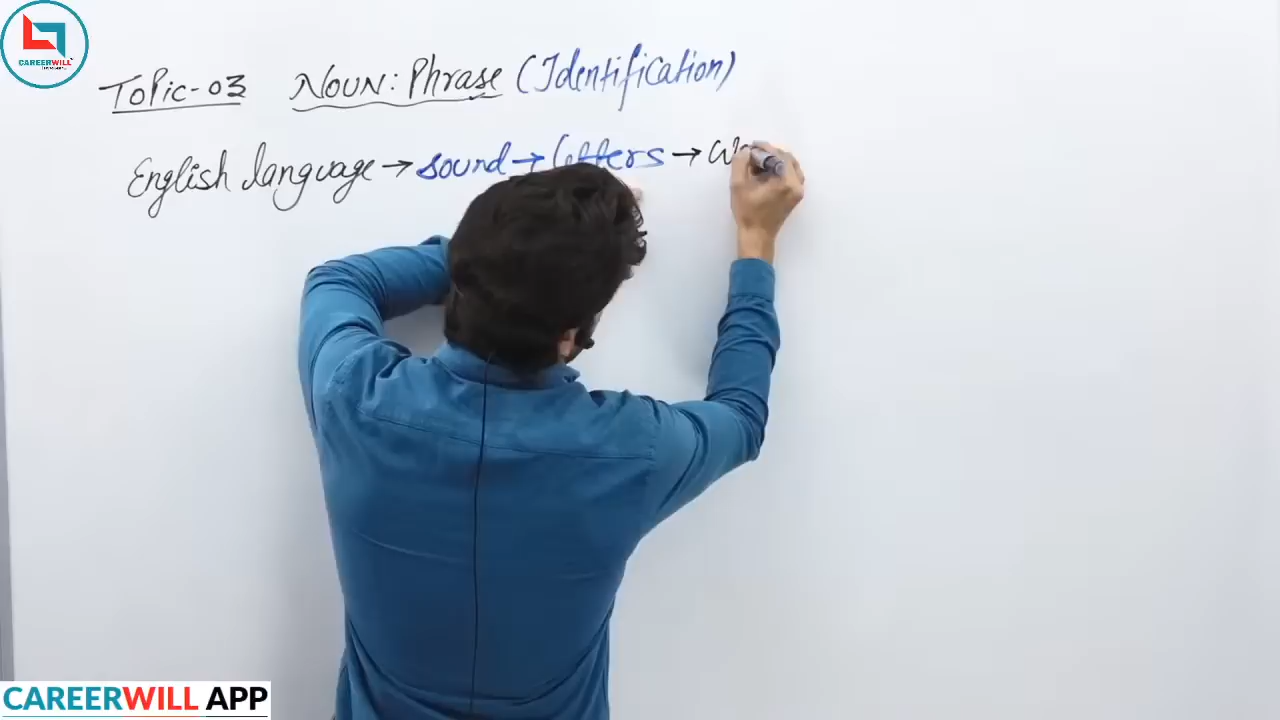 CAREERWILL
Topic-03 Noun: Phrase (Identification)
English language → sound → letters →
CAREERWILL APP